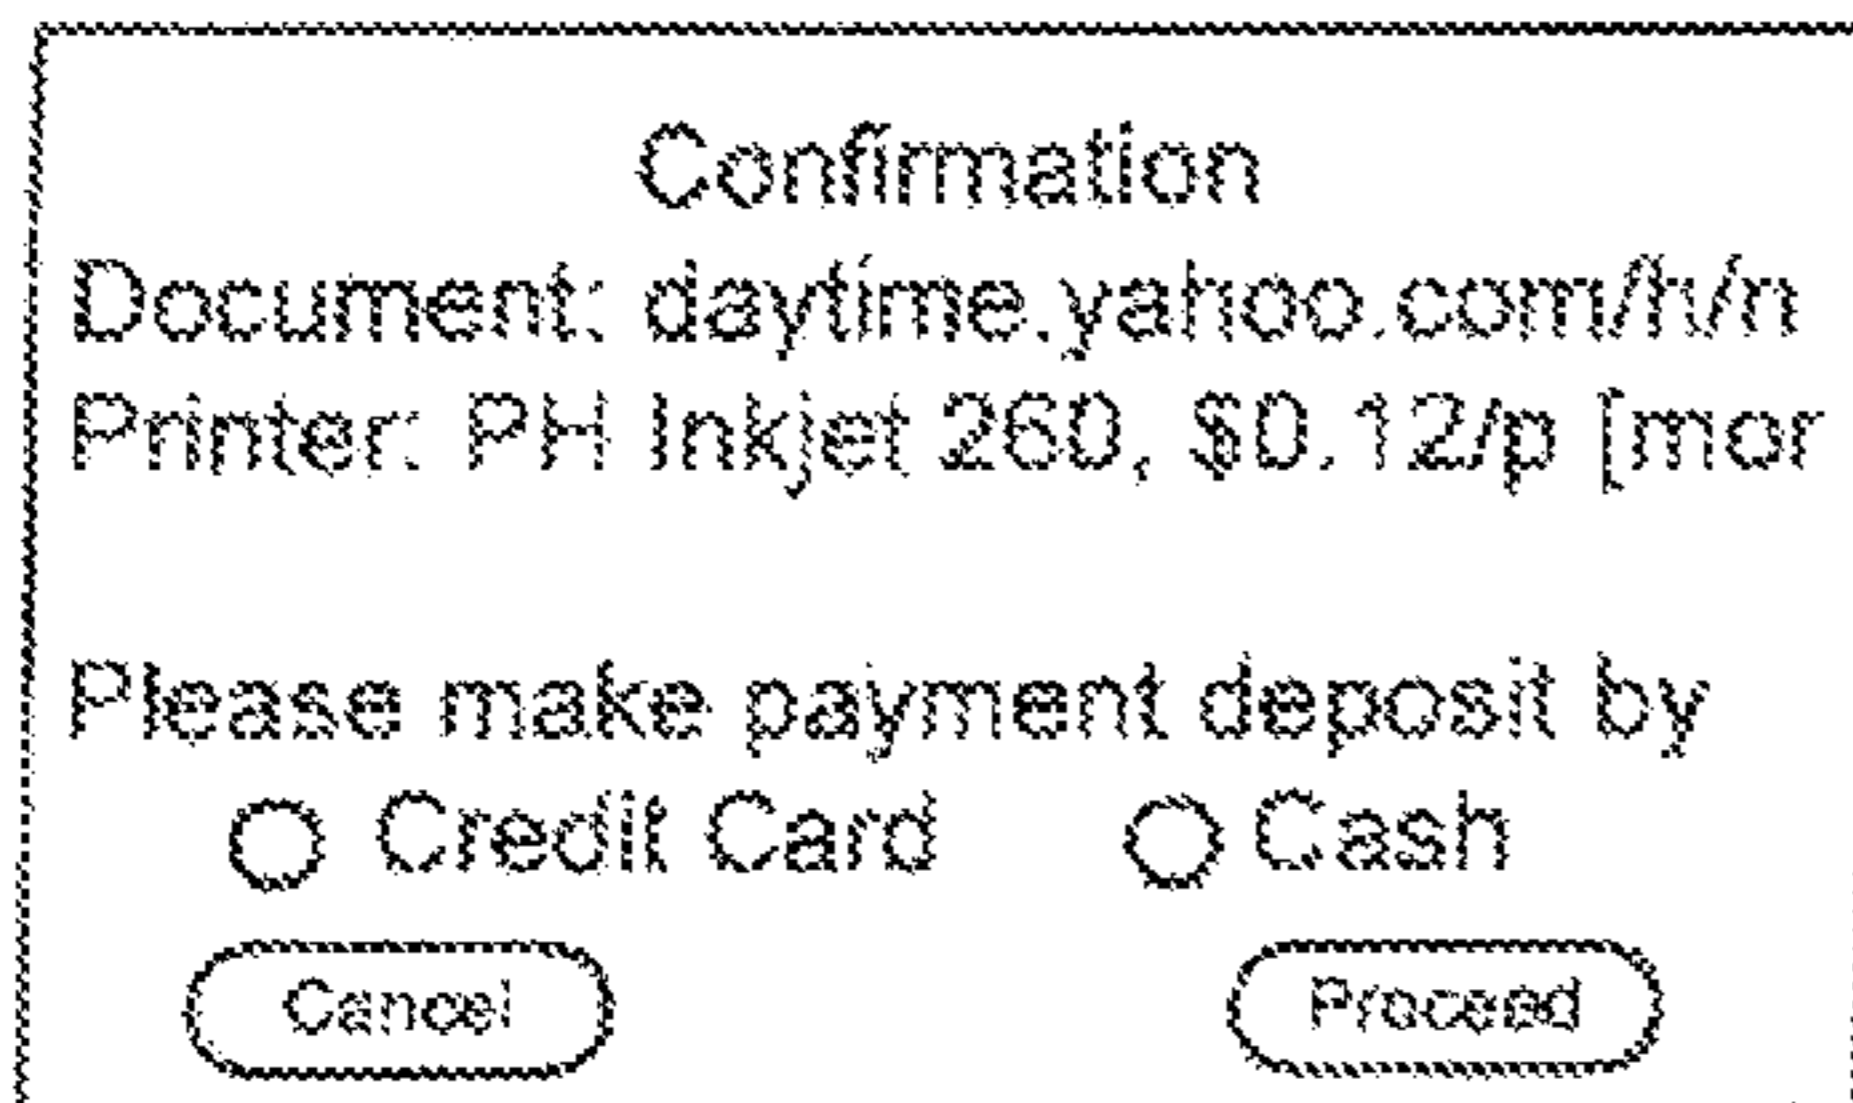 Confirmation
Document: daytime.yahoo.com/h/n
Printer: PH Inkjet 260, $0.12/p [mor
Please make payment deposit by
Credit Card Cash
Cancel Proceed